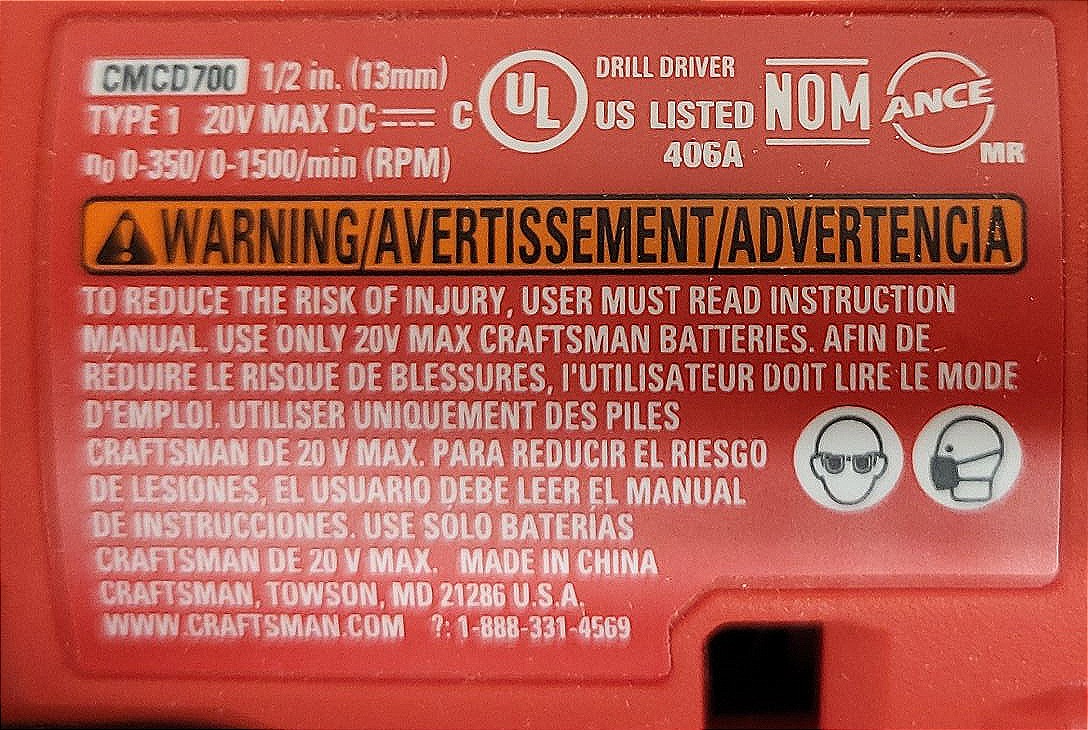 CMCD700 1/2 in. (13mm)
TYPE 1 20V MAX DC
n0 0-350/ 0-1500/min (RPM)
C UL US LISTED
DRILL DRIVER
406A
NOM
ANCE
MR
WARNING/AVERTISSEMENT/ADVERTENCIA
TO REDUCE THE RISK OF INJURY, USER MUST READ INSTRUCTION
MANUAL. USE ONLY 20V MAX CRAFTSMAN BATTERIES. AFIN DE
REDUIRE LE RISQUE DE BLESSURES, l'UTILISATEUR DOIT LIRE LE MODE
D'EMPLOI. UTILISER UNIQUEMENT DES PILES
CRAFTSMAN DE 20 V MAX. PARA REDUCIR EL RIESGO
DE LESIONES, EL USUARIO DEBE LEER EL MANUAL
DE INSTRUCCIONES. USE SÓLO BATERÍAS
CRAFTSMAN DE 20 V MAX. MADE IN CHINA
CRAFTSMAN, TOWSON, MD 21286 U.S.A.
WWW.CRAFTSMAN.COM ?: 1-888-331-4569